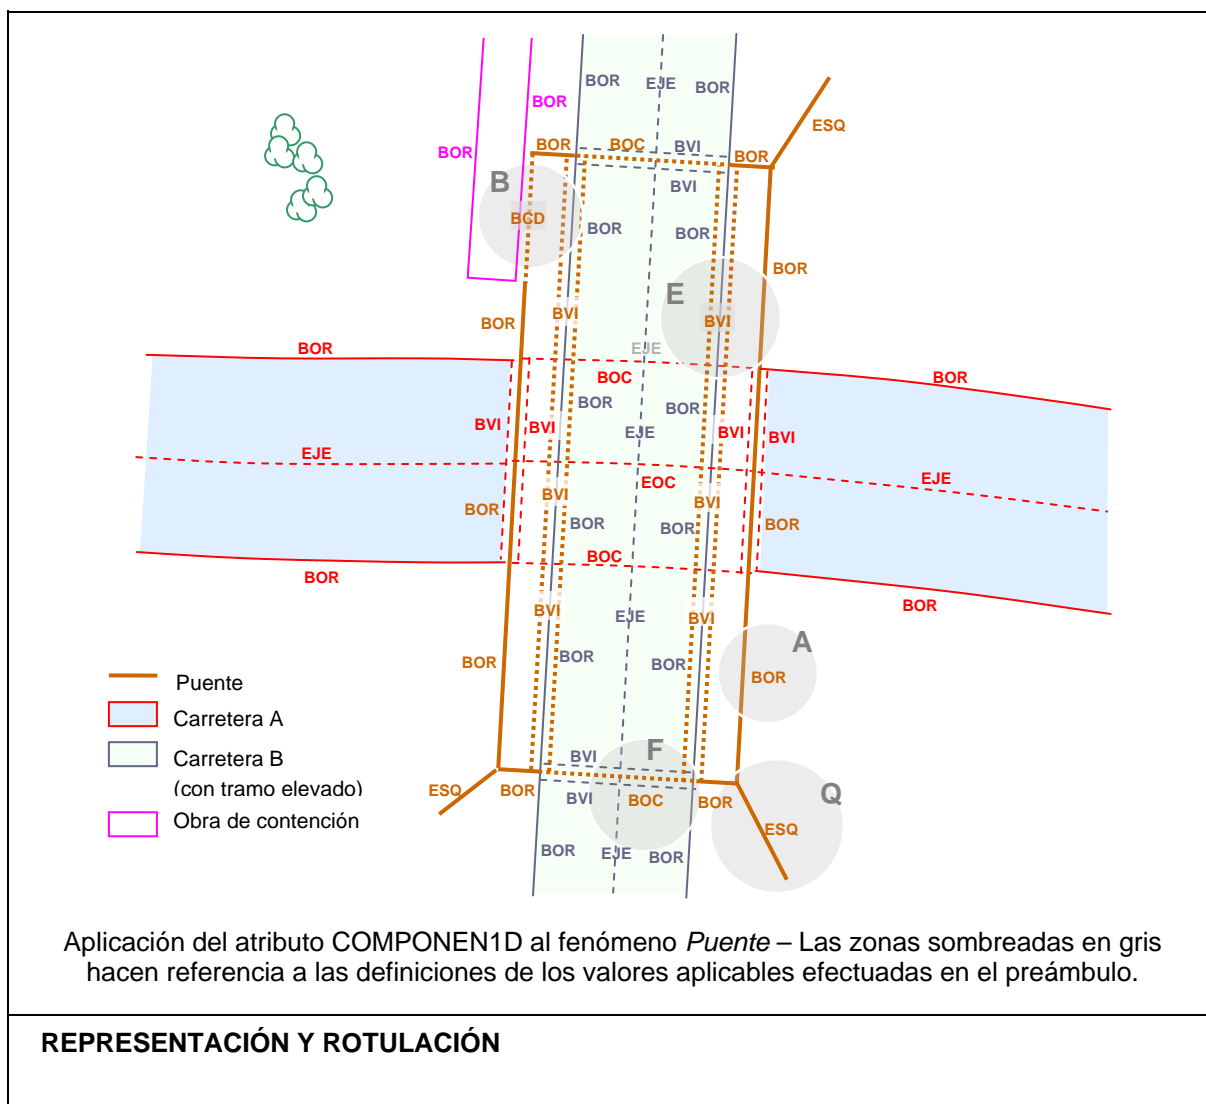 BOR EJE BOR
BOR
ESQ
BOR
BOR BOC BVI BOR
B
BVI
BCD
BOR
BOR
BOR
E
BVI
BVI
BOR
BOR
EJE
BOR
BOC
BOR
BOR BOR
BVI
BVI
EJE
BVI
BVI
EJE
EOC
EJE
BVI
BVI
BOR
BOR
BOR
BOR
BOC
BOR
BOR
BVI
EJE
BVI
A
BOR
BOR
BOR
BOR
Puente
Carretera A
Carretera B
(con tramo elevado)
Obra de contención
BVI
F
ESQ
BOR
BVI
BOC
BOR
Q
ESQ
BOR EJE BOR
Aplicación del atributo COMPONEN1D al fenómeno Puente – Las zonas sombreadas en gris
hacen referencia a las definiciones de los valores aplicables efectuadas en el preámbulo.
REPRESENTACIÓN Y ROTULACIÓN